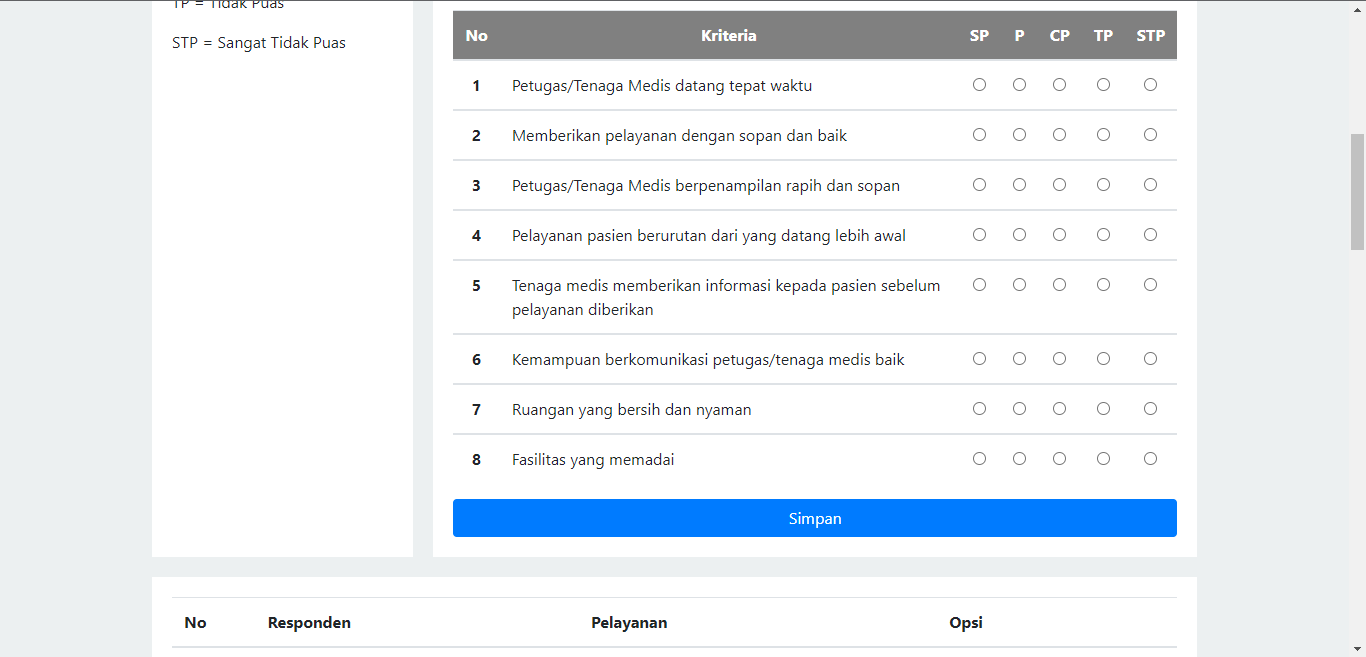 TP = Tidak Puas
STP = Sangat Tidak Puas
No Kriteria SP P CP TP STP
1 Petugas/Tenaga Medis datang tepat waktu
2 Memberikan pelayanan dengan sopan dan baik
3 Petugas/Tenaga Medis berpenampilan rapih dan sopan
4 Pelayanan pasien berurutan dari yang datang lebih awal
5 Tenaga medis memberikan informasi kepada pasien sebelum
pelayanan diberikan
6 Kemampuan berkomunikasi petugas/tenaga medis baik
7 Ruangan yang bersih dan nyaman
8 Fasilitas yang memadai
Simpan
No Responden Pelayanan Opsi